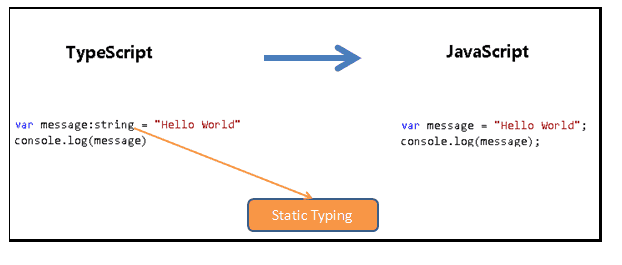 TypeScript
JavaScript
var message:string = "Hello World"
console.log(message)
var message = "Hello World";
console.log(message);
Static Typing